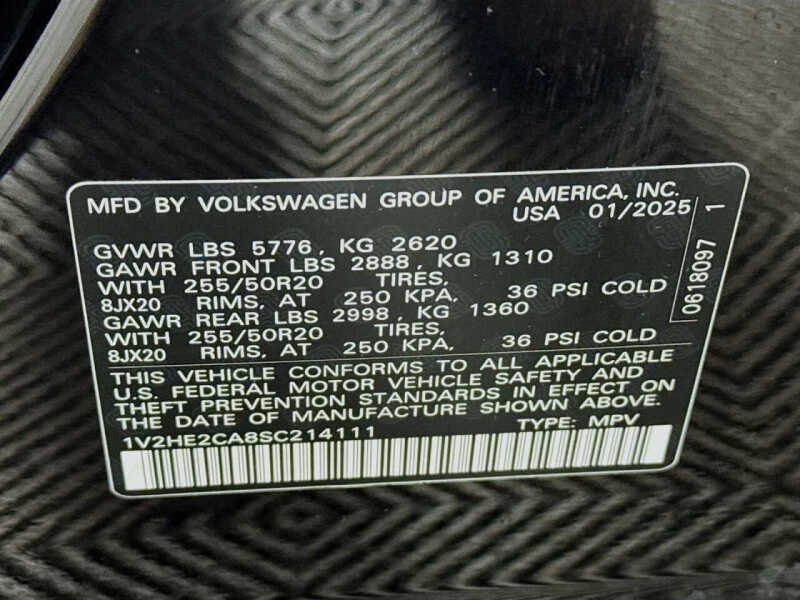 MFD BY VOLKSWAGEN GROUP OF AMERICA, INC.
USA 01/2025
GVWR LBS 5776, KG 2620
GAWR FRONT LBS 2888, KG 1310
WITH 255/50R20 TIRES,
8JX20 RIMS, AT 250 KPA, 36 PSI COLD
GAWR REAR LBS 2998, KG 1360
WITH 255/50R20 TIRES,
8JX20 RIMS, AT 250 KPA, 36 PSI COLD
THIS VEHICLE CONFORMS TO ALL APPLICABLE
U.S. FEDERAL MOTOR VEHICLE SAFETY AND
THEFT PREVENTION STANDARDS IN EFFECT ON
THE DATE OF MANUFACTURE SHOWN ABOVE.
1V2HE2CA8SC214111 TYPE: MPV
0618097 1